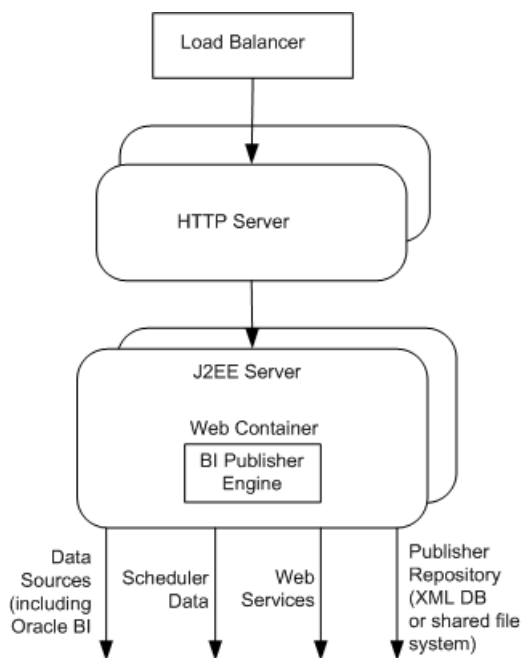 Load Balancer
HTTP Server
J2EE Server
Web Container
BI Publisher
Engine
Data
Sources
(including
Oracle BI
Scheduler
Data
Web
Services
Publisher
Repository
(XML DB
or shared file
system)